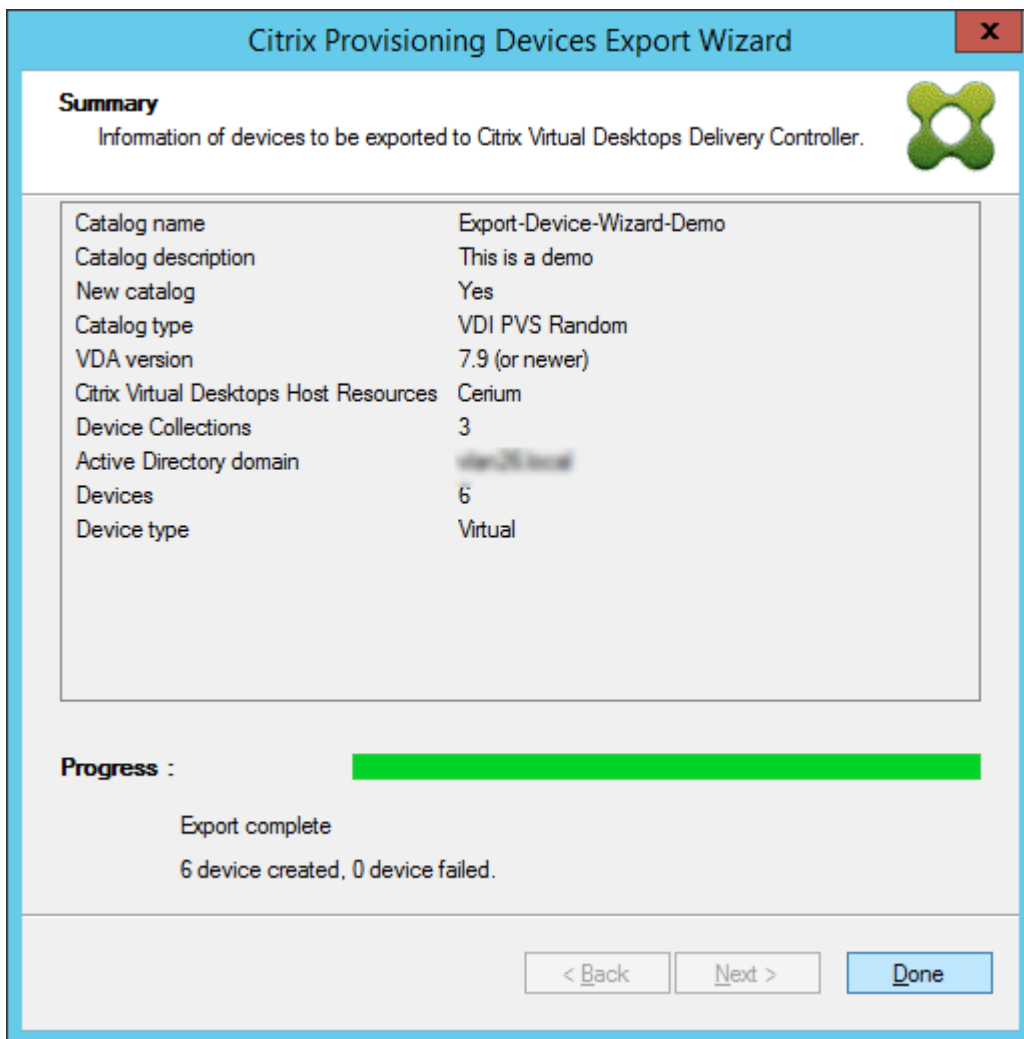 Citrix Provisioning Devices Export Wizard
x
Summary
Information of devices to be exported to Citrix Virtual Desktops Delivery Controller.
Catalog name Export-Device-Wizard-Demo
Catalog description This is a demo
New catalog Yes
Catalog type VDI PVS Random
VDA version 7.9 (or newer)
Citrix Virtual Desktops Host Resources Cerium
Device Collections 3
Active Directory domain
Devices 6
Device type Virtual
Progress :
Export complete
6 device created, 0 device failed.
< Back Next > Done